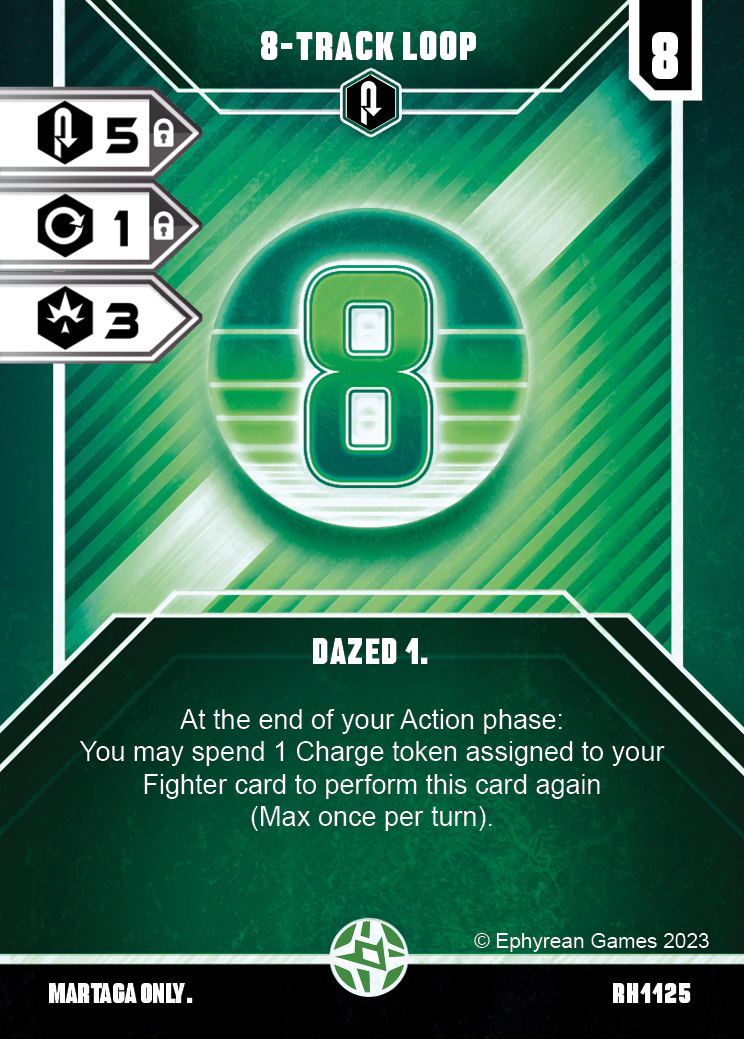 8-TRACK LOOP
8
5
1
3
8
DAZED 1.
At the end of your Action phase:
You may spend 1 Charge token assigned to your
Fighter card to perform this card again
(Max once per turn).
© Ephyrean Games 2023
MARTAGA ONLY.
RH1125